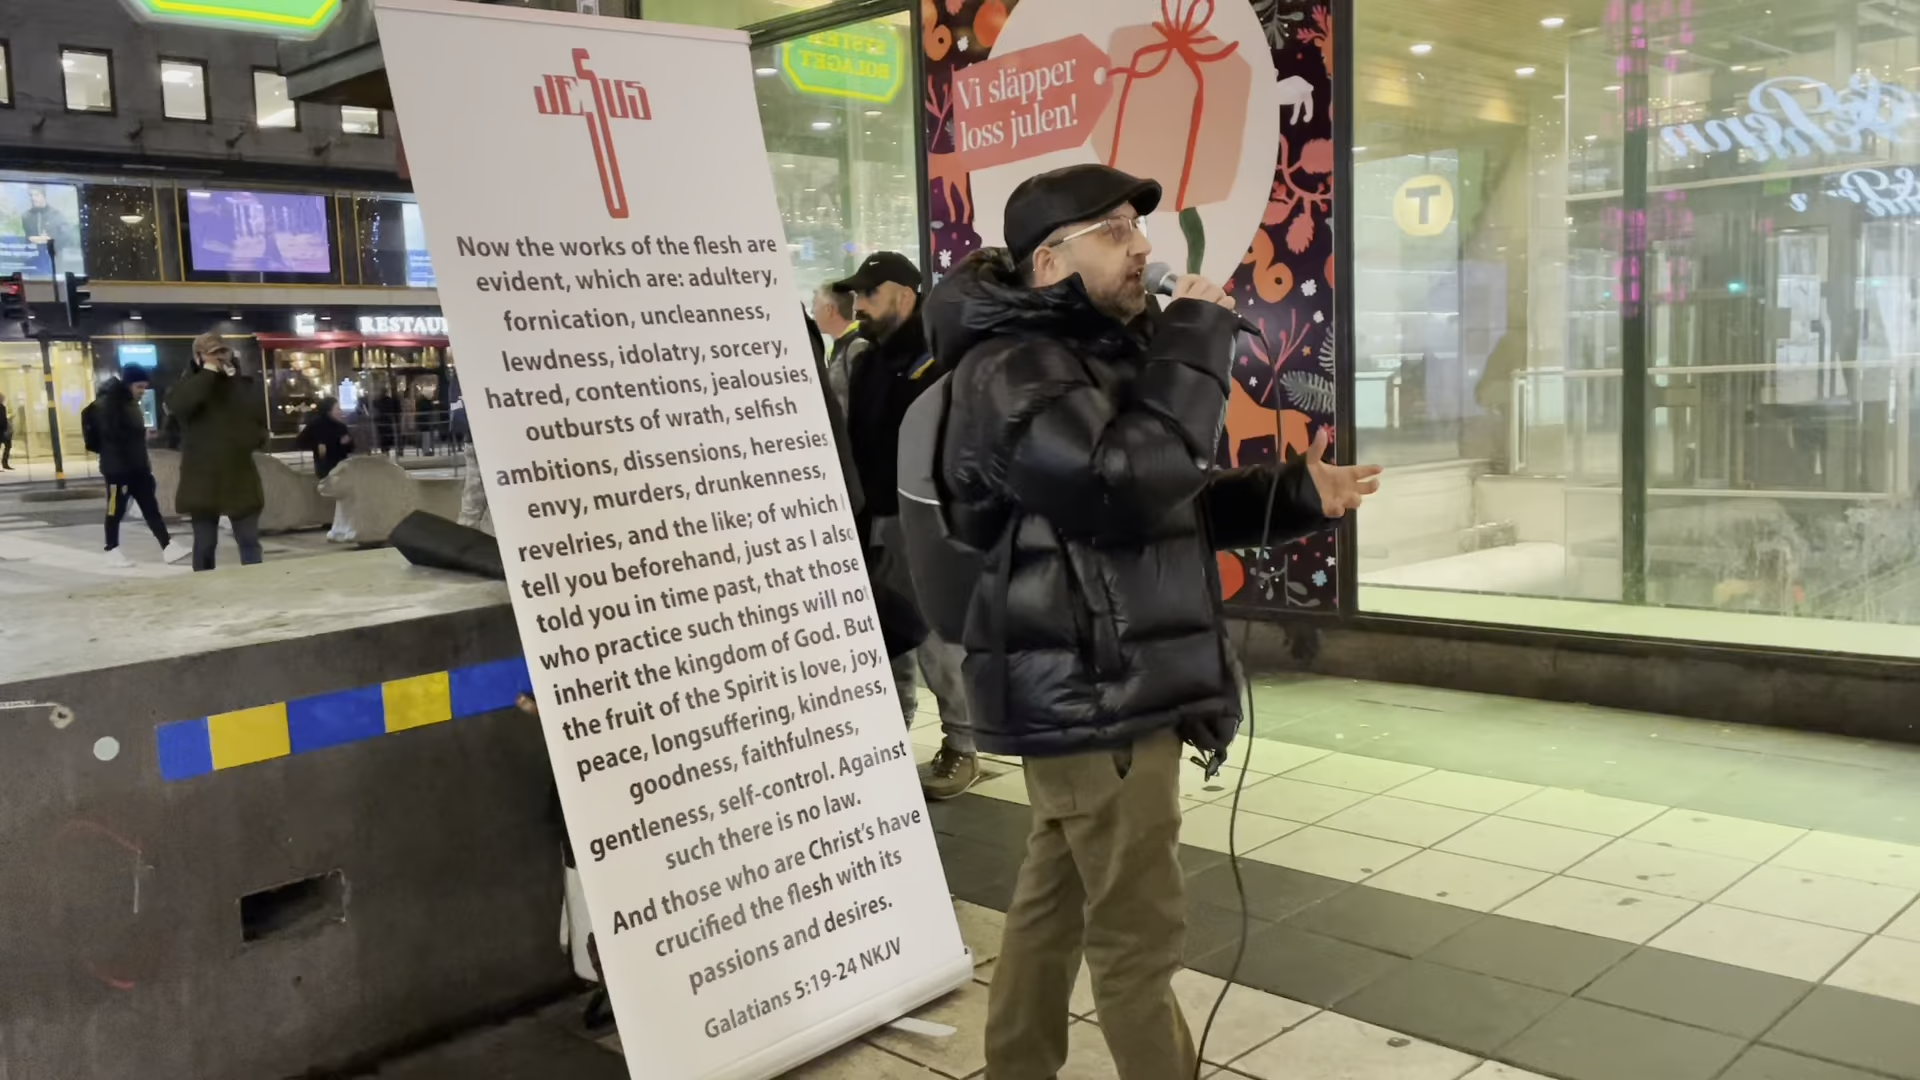 JESUS
Now the works of the flesh are
evident, which are: adultery,
fornication, uncleanness,
lewdness, idolatry, sorcery,
hatred, contentions, jealousies,
outbursts of wrath, selfish
ambitions, dissensions, heresies,
envy, murders, drunkenness,
revelries, and the like; of which I
tell you beforehand, just as I also
told you in time past, that those
who practice such things will not
inherit the kingdom of God. But
the fruit of the Spirit is love, joy,
peace, longsuffering, kindness,
goodness, faithfulness,
gentleness, self-control. Against
such there is no law.
And those who are Christ's have
crucified the flesh with its
passions and desires.
Galatians 5:19-24 NKJV
SYSTEM
BOLAGET
Vi släpper
loss julen!
T
RESTAU